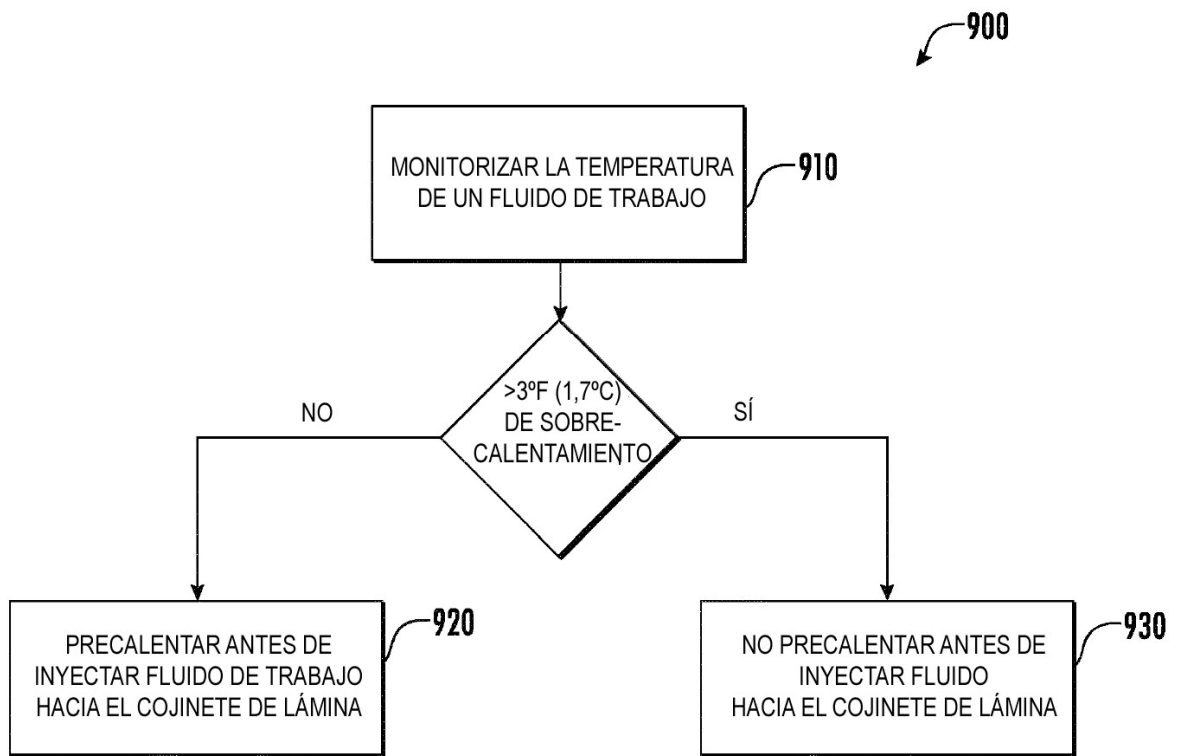 900
MONITORIZAR LA TEMPERATURA
DE UN FLUIDO DE TRABAJO
910
>3ºF (1,7ºC)
DE SOBRE-
CALENTAMIENTO
NO
SÍ
PRECALENTAR ANTES DE
INYECTAR FLUIDO DE TRABAJO
HACIA EL COJINETE DE LÁMINA
920
NO PRECALENTAR ANTES DE
INYECTAR FLUIDO
HACIA EL COJINETE DE LÁMINA
930